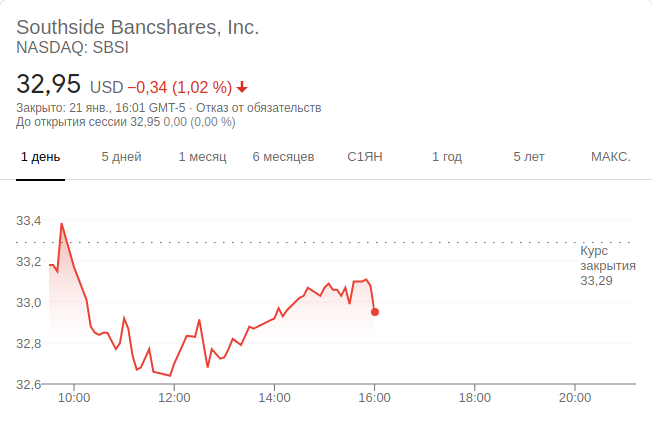 Southside Bancshares, Inc.
NASDAQ: SBSI
32,95 USD −0,34 (1,02 %)
Закрыто: 21 янв., 16:01 GMT-5 · Отказ от обязательств
До открытия сессии 32,95 0,00 (0,00 %)
1 день 5 дней 1 месяц 6 месяцев С1ЯН 1 год 5 лет МАКС.
33,4
33,2
33,0
32,8
32,6
Курс
закрытия
33,29
10:00 12:00 14:00 16:00 18:00 20:00